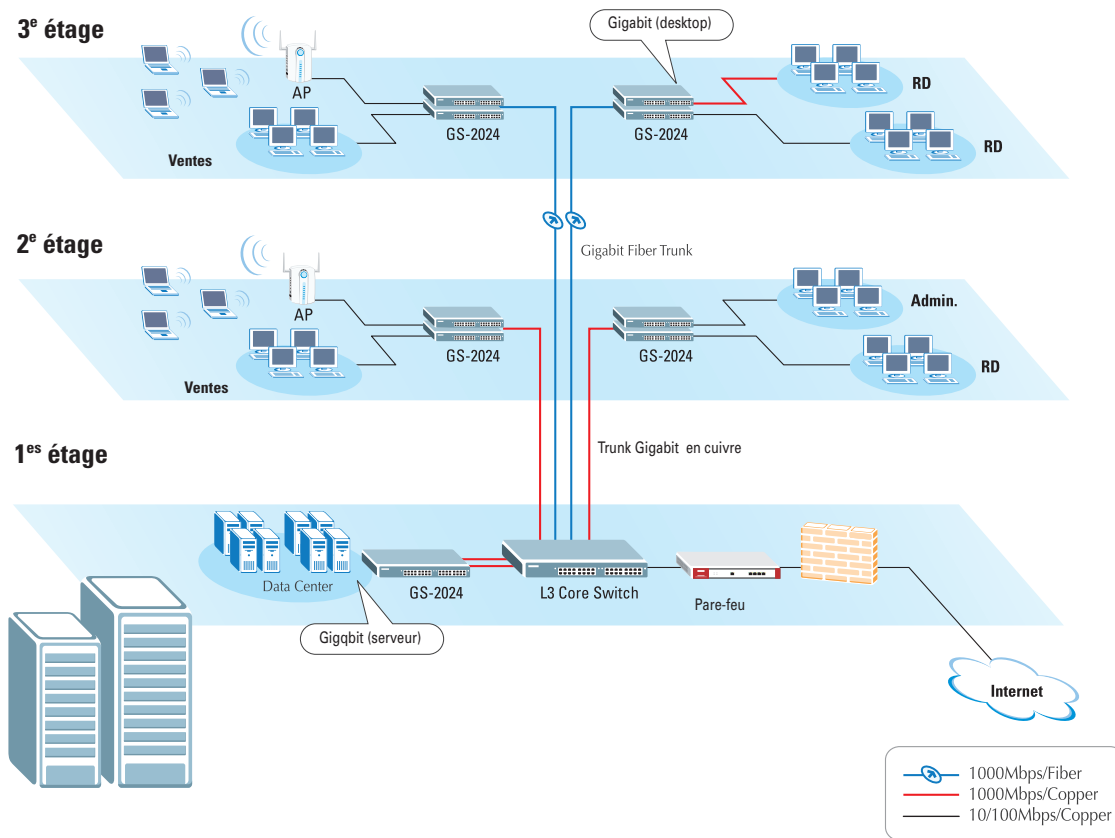 3e étage
Gigabit (desktop)
AP
GS-2024
GS-2024
RD
Ventes
RD
2e étage
Gigabit Fiber Trunk
AP
GS-2024
GS-2024
Admin.
Ventes
RD
1es étage
Trunk Gigabit en cuivre
Data Center
GS-2024
L3 Core Switch
Pare-feu
Gigqbit (serveur)
Internet
1000Mbps/Fiber
1000Mbps/Copper
10/100Mbps/Copper